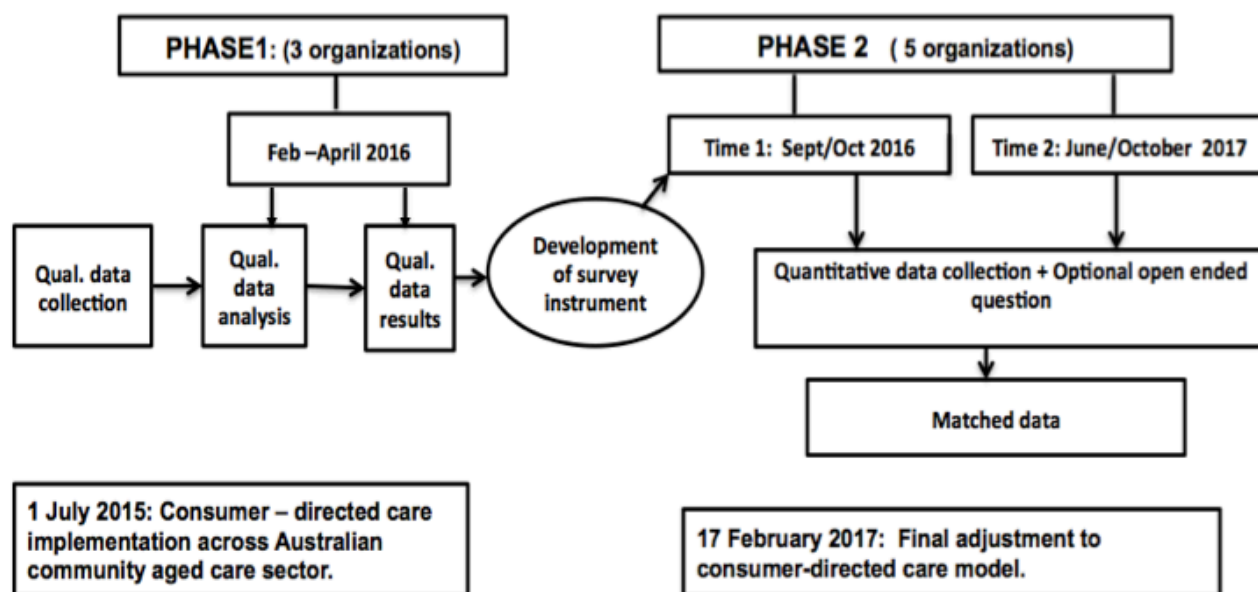 PHASE1: (3 organizations)
PHASE 2 ( 5 organizations)
Feb –April 2016
Time 1: Sept/Oct 2016
Time 2: June/October 2017
Qual. data
collection
Qual.
data
analysis
Qual.
data
results
Development
of survey
instrument
Quantitative data collection + Optional open ended
question
Matched data
1 July 2015: Consumer – directed care
implementation across Australian
community aged care sector.
17 February 2017: Final adjustment to
consumer-directed care model.